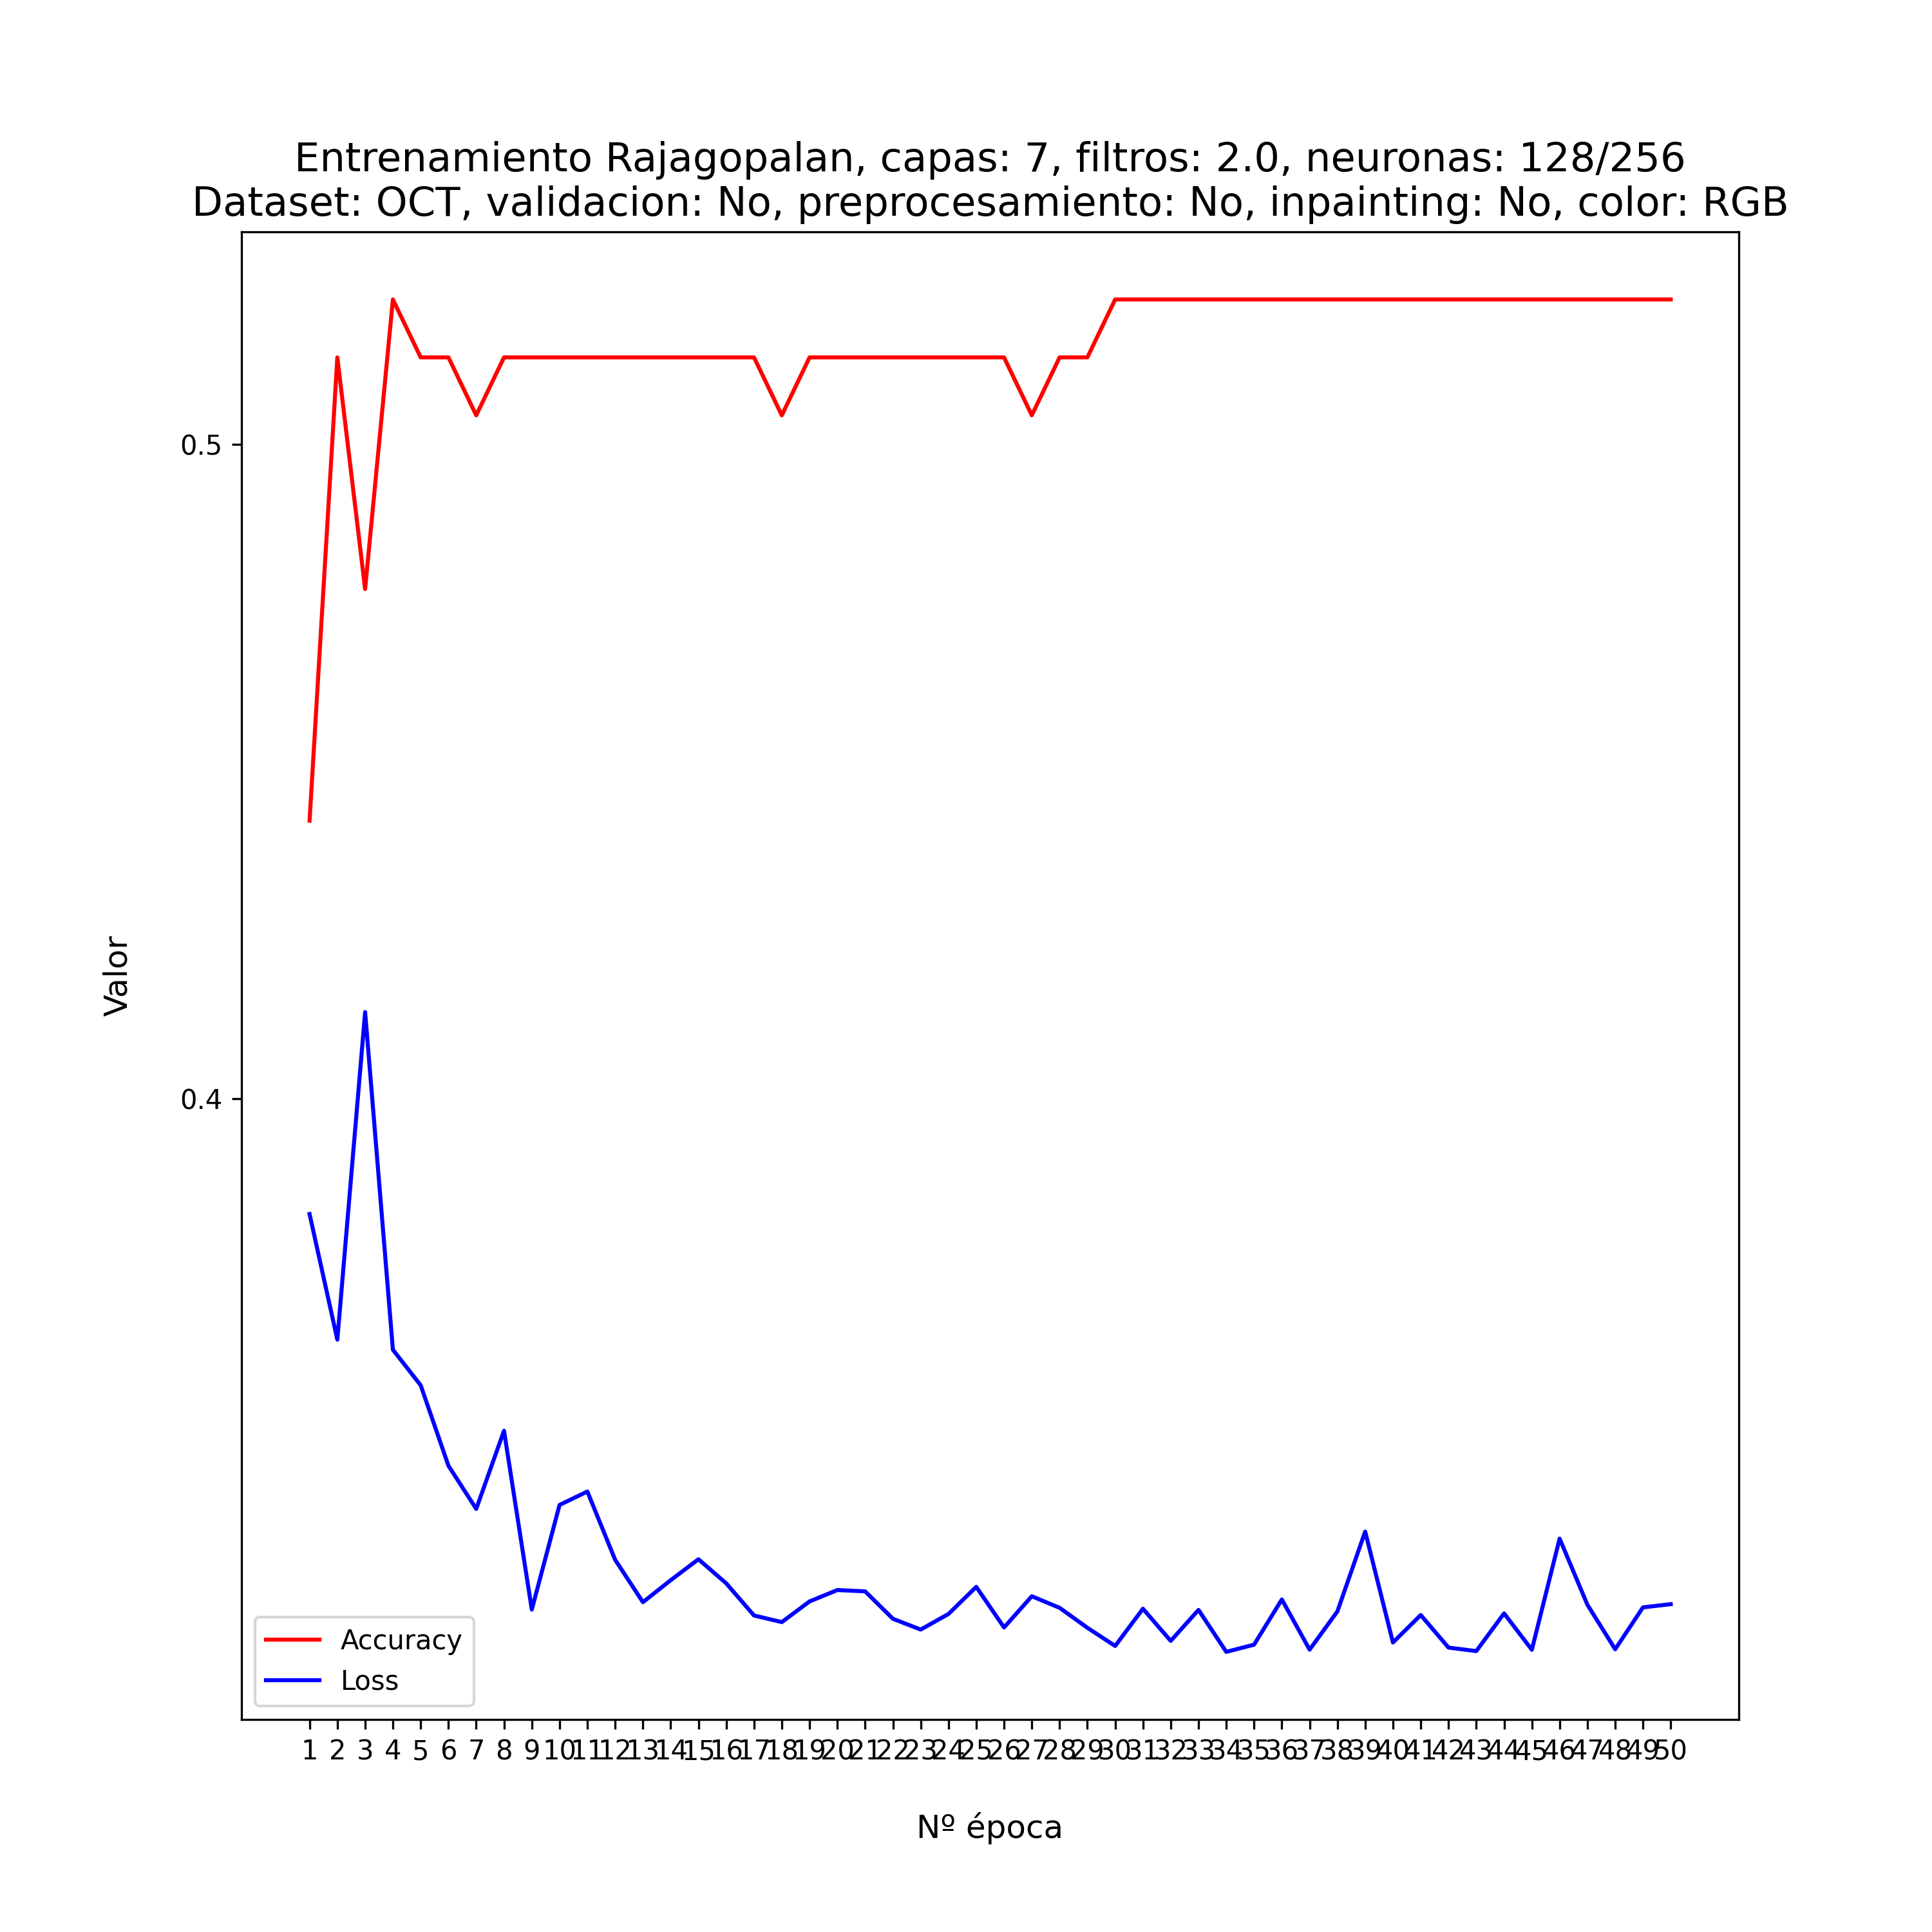 Entrenamiento Rajagopalan, capas: 7, filtros: 2.0, neuronas: 128/256
Dataset: OCT, validacion: No, preprocesamiento: No, inpainting: No, color: RGB
0.5
0.4
Valor
Accuracy
Loss
1 2 3 4 5 6 7 8 9 10 11 12 13 14 15 16 17 18 19 20 21 22 23 24 25 26 27 28 29 30 31 32 33 34 35 36 37 38 39 40 41 42 43 44 45 46 47 48 49 50
Nº época